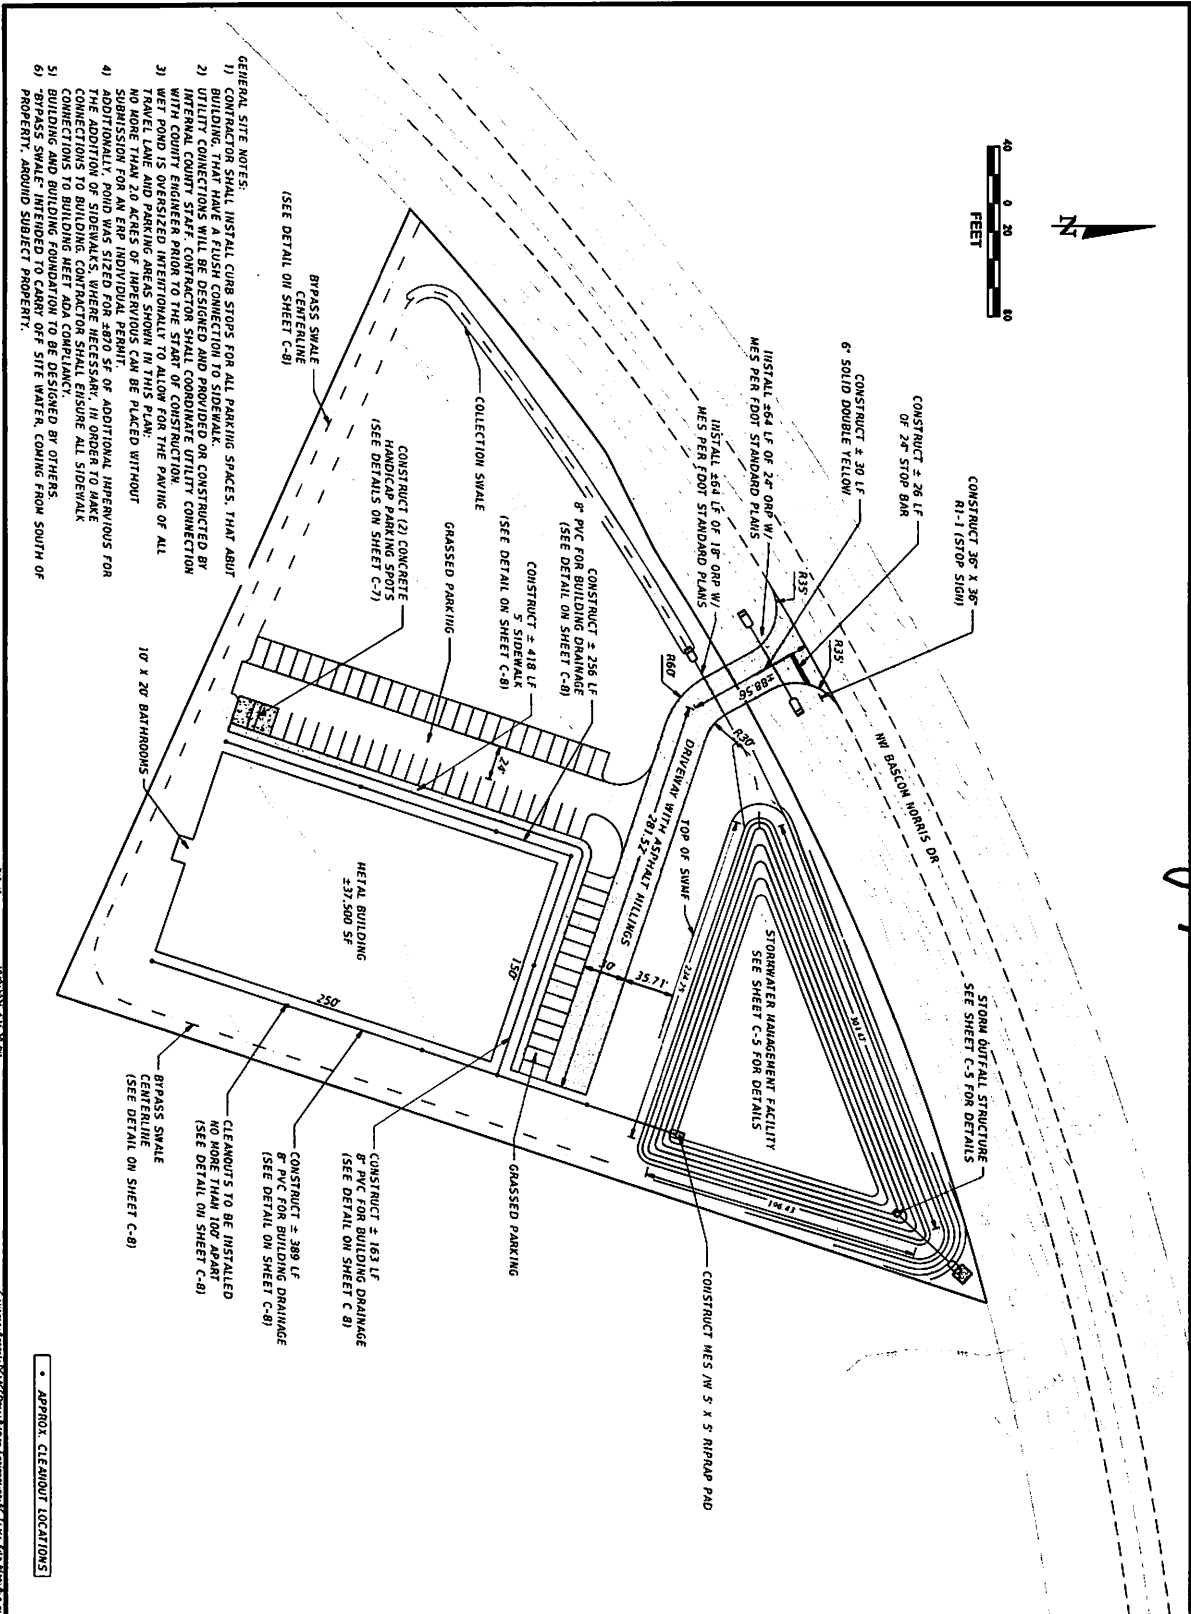 40 0 20 80
FEET
N
CONSTRUCT 36" X 36"
R1-1 (STOP SIGN)
CONSTRUCT ± 26 LF
OF 24" STOP BAR
CONSTRUCT ± 30 LF
6" SOLID DOUBLE YELLOW
INSTALL ±64 LF OF 24" ORP W/
MES PER FDOT STANDARD PLANS
INSTALL ±64 LF OF 18" ORP W/
MES PER FDOT STANDARD PLANS
R35'
R35'
±88.56'
R60'
R30'
NW BASCOM NORRIS DR
STORM OUTFALL STRUCTURE
SEE SHEET C-5 FOR DETAILS
STORMWATER MANAGEMENT FACILITY
SEE SHEET C-5 FOR DETAILS
TOP OF SWMF
301.47
224.75
196.43
DRIVEWAY WITH ASPHALT MILLINGS
281.52'
30'
35.71'
CONSTRUCT MES /W 5' X 5' RIPRAP PAD
COLLECTION SWALE
8" PVC FOR BUILDING DRAINAGE
CONSTRUCT ± 256 LF
(SEE DETAIL ON SHEET C-8)
CONSTRUCT ± 418 LF
5' SIDEWALK
(SEE DETAIL ON SHEET C-8)
GRASSED PARKING
CONSTRUCT (2) CONCRETE
HANDICAP PARKING SPOTS
(SEE DETAILS ON SHEET C-7)
24'
BYPASS SWALE
CENTERLINE
(SEE DETAIL ON SHEET C-8)
METAL BUILDING
±37,500 SF
150'
250'
10' X 20' BATHROOMS
GRASSED PARKING
CONSTRUCT ± 163 LF
8" PVC FOR BUILDING DRAINAGE
(SEE DETAIL ON SHEET C 8)
CONSTRUCT ± 389 LF
8" PVC FOR BUILDING DRAINAGE
(SEE DETAIL ON SHEET C-8)
CLEANOUTS TO BE INSTALLED
NO MORE THAN 100' APART
(SEE DETAIL ON SHEET C-8)
BYPASS SWALE
CENTERLINE
(SEE DETAIL ON SHEET C-8)
GENERAL SITE NOTES:
1) CONTRACTOR SHALL INSTALL CURB STOPS FOR ALL PARKING SPACES, THAT ABUT
BUILDING, THAT HAVE A FLUSH CONNECTION TO SIDEWALK.
2) UTILITY CONNECTIONS WILL BE DESIGNED AND PROVIDED OR CONSTRUCTED BY
INTERNAL COUNTY STAFF. CONTRACTOR SHALL COORDINATE UTILITY CONNECTION
WITH COUNTY ENGINEER PRIOR TO THE START OF CONSTRUCTION.
3) WET POND IS OVERSIZED INTENTIONALLY TO ALLOW FOR THE PAVING OF ALL
TRAVEL LANE AND PARKING AREAS SHOWN IN THIS PLAN;
NO MORE THAN 2.0 ACRES OF IMPERVIOUS CAN BE PLACED WITHOUT
SUBMISSION FOR AN ERP INDIVIDUAL PERMIT.
4) ADDITIONALLY, POND WAS SIZED FOR ±870 SF OF ADDITIONAL IMPERVIOUS FOR
THE ADDITION OF SIDEWALKS, WHERE NECESSARY, IN ORDER TO MAKE
CONNECTIONS TO BUILDING. CONTRACTOR SHALL ENSURE ALL SIDEWALK
CONNECTIONS TO BUILDING MEET ADA COMPLIANCY.
5) BUILDING AND BUILDING FOUNDATION TO BE DESIGNED BY OTHERS.
6) "BYPASS SWALE" INTENDED TO CARRY OFF SITE WATER, COMING FROM SOUTH OF
PROPERTY, AROUND SUBJECT PROPERTY.
• APPROX. CLEANOUT LOCATIONS